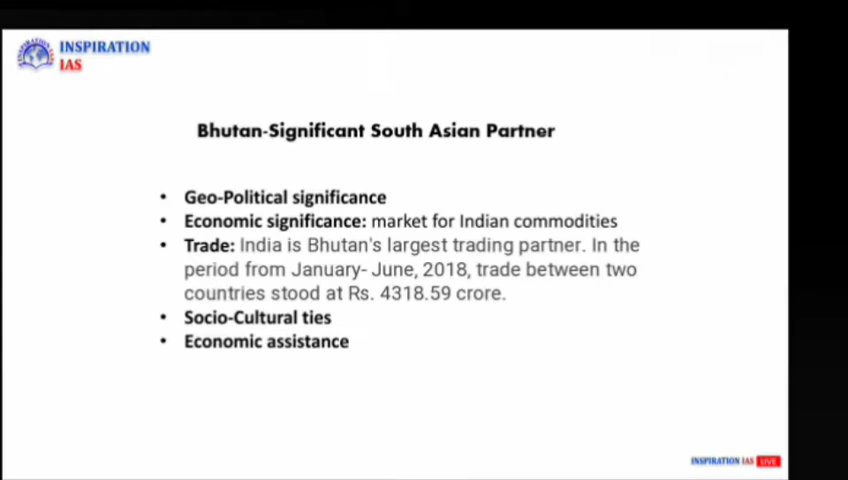 INSPIRATION
IAS
Bhutan-Significant South Asian Partner
• Geo-Political significance
• Economic significance: market for Indian commodities
• Trade: India is Bhutan's largest trading partner. In the
period from January- June, 2018, trade between two
countries stood at Rs. 4318.59 crore.
• Socio-Cultural ties
• Economic assistance
INSPIRATION IAS LIVE